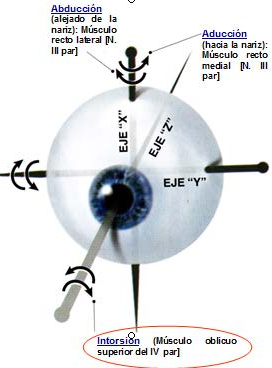 Abducción
(alejado de la
nariz): Músculo
recto lateral [N.
III par]
Aducción
(hacia la nariz):
Músculo recto
medial [N. III
par]
EJE “X”
EJE “Z”
EJE “Y”
Intorsión (Músculo oblicuo
superior del IV par]